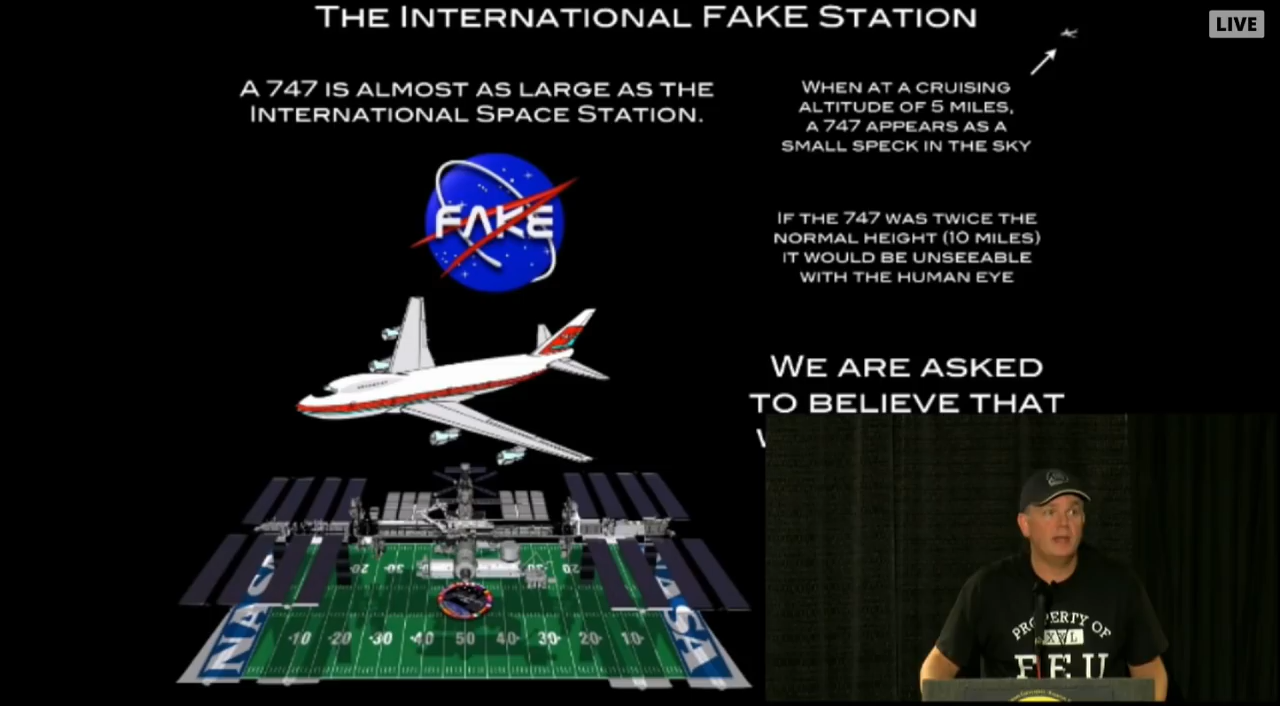 The International FAKE Station
LIVE
A 747 is almost as large as the
International Space Station.
When at a cruising
altitude of 5 miles,
a 747 appears as a
small speck in the sky
FAKE
If the 747 was twice the
normal height (10 miles)
it would be unseeable
with the human eye
We are asked
to believe that
NASA
10 20 30 40 50 40 30 20 10
PROPERTY OF